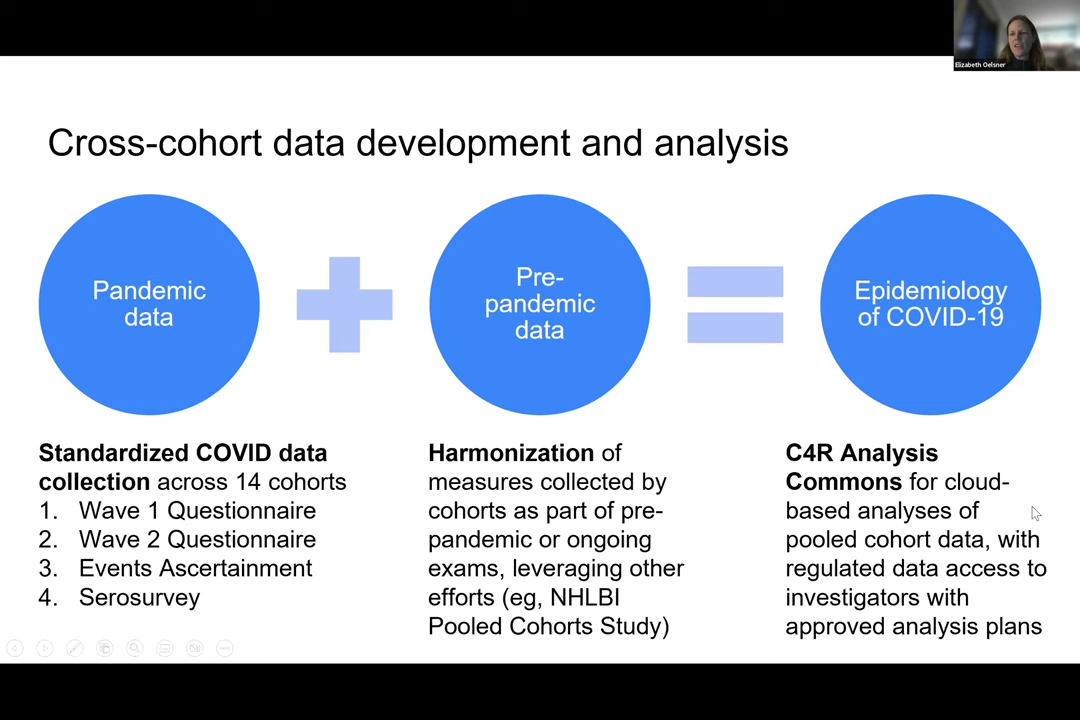 Elizabeth Oelsner
Cross-cohort data development and analysis
Pandemic
data
Pre-
pandemic
data
Epidemiology
of COVID-19
Standardized COVID data
collection across 14 cohorts
1. Wave 1 Questionnaire
2. Wave 2 Questionnaire
3. Events Ascertainment
4. Serosurvey
Harmonization of
measures collected by
cohorts as part of pre-
pandemic or ongoing
exams, leveraging other
efforts (eg, NHLBI
Pooled Cohorts Study)
C4R Analysis
Commons for cloud-
based analyses of
pooled cohort data, with
regulated data access to
investigators with
approved analysis plans